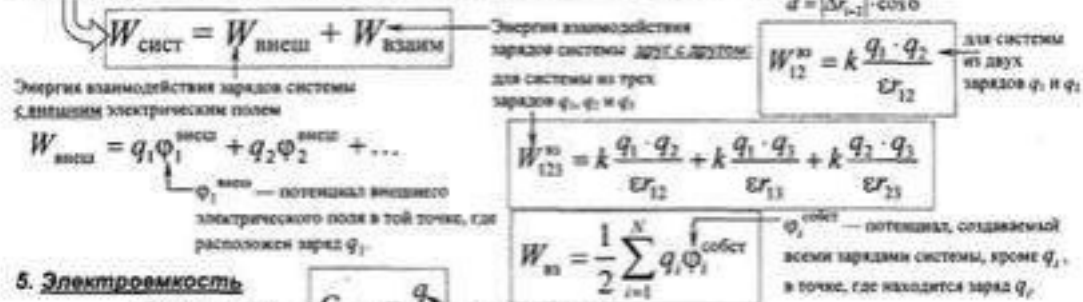 d = |Δr₁₋₂|·cosα
W_сист = W_внеш + W_взаим
Энергия взаимодействия
зарядов системы друг с другом:
для системы из трех
зарядов q₁, q₂ и q₃
W₁₂^вз = k q₁ · q₂ / εr₁₂
для системы
из двух
зарядов q₁ и q₂
Энергия взаимодействия зарядов системы
с внешним электрическим полем
W_внеш = q₁φ₁^внеш + q₂φ₂^внеш + ...
φ₁^внеш — потенциал внешнего
электрического поля в той точке, где
расположен заряд q₁.
W₁₂₃^вз = k q₁ · q₂ / εr₁₂ + k q₁ · q₃ / εr₁₃ + k q₂ · q₃ / εr₂₃
W_вз = 1/2 ∑_{i=1}^{N} q_i φ_i^собст
φ_i^собст — потенциал, создаваемый
всеми зарядами системы, кроме q_i,
в точке, где находится заряд q_i
5. Электроемкость
q